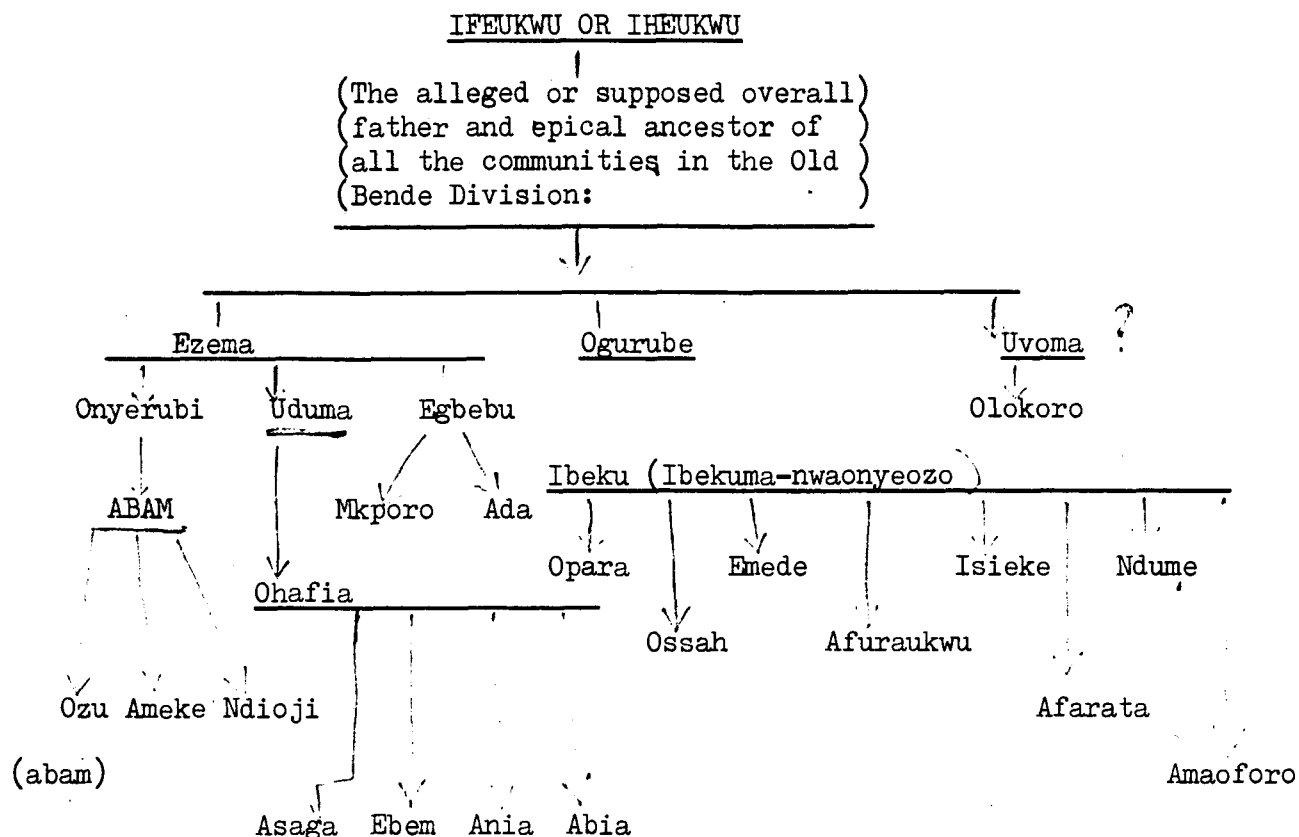 IFEUKWU OR IHEUKWU
(The alleged or supposed overall)
(father and epical ancestor of )
(all the communities in the Old )
(Bende Division: )
Ezema Ogurube Uvoma ?
Onyerubi Uduma Egbebu Olokoro
Ibeku (Ibekuma-nwaonyeozo )
ABAM Mkporo Ada
Opara Emede Isieke Ndume
Ohafia
Ossah Afuraukwu
Ozu Ameke Ndioji Afarata
(abam) Amaoforo
Asaga Ebem Ania Abia